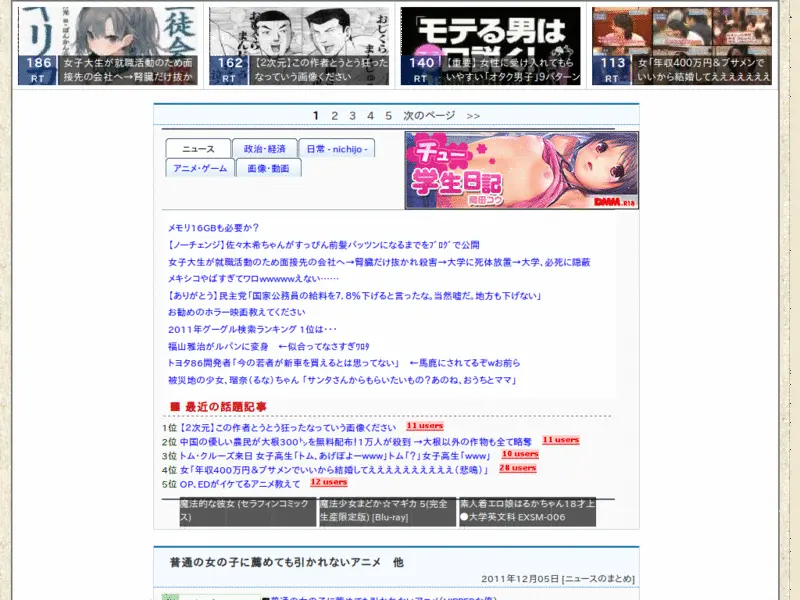 186
RT
女子大生が就職活動のため面
接先の会社へ→腎臓だけ抜か
162
RT
【2次元】この作者とうとう狂った
なっていう画像ください
「モテる男は
140
RT
【重要】女性に受け入れてもら
いやすい「オタク男子」9パターン
113
RT
女「年収400万円&ブサメンで
いいから結婚してえええええええ
1 2 3 4 5 次のページ >>
ニュース
政治・経済
日常 - nichijo -
アニメ・ゲーム
画像・動画
チュー
学生日記
DMM.R18
メモリ16GBも必要か?
【ノーチェンジ】佐々木希ちゃんがすっぴん前髪パッツンになるまでをブログで公開
女子大生が就職活動のため面接先の会社へ→腎臓だけ抜かれ殺害→大学に死体放置→大学、必死に隠蔽
メキシコやばすぎてワロwwwwwえない……
【ありがとう】民主党「国家公務員の給料を7.8%下げると言ったな。当然嘘だ。地方も下げない」
お勧めのホラー映画教えてください
2011年グーグル検索ランキング 1位は・・・
福山雅治がルパンに変身 ←似合ってなさすぎワロタ
トヨタ86開発者「今の若者が新車を買えるとは思ってない」 ←馬鹿にされてるぞwお前ら
被災地の少女、瑠奈(るな)ちゃん 「サンタさんからもらいたいもの?あのね、おうちとママ」
■ 最近の話題記事
1位 【2次元】この作者とうとう狂ったなっていう画像ください 11 users
2位 中国の優しい農民が大根300㌧を無料配布!1万人が殺到 →大根以外の作物も全て略奪 11 users
3位 トム・クルーズ来日 女子高生「トム、あげぽよーwww」トム「?」女子高生「www」 10 users
4位 女「年収400万円&ブサメンでいいから結婚してえええええええええええ(悲鳴)」 28 users
5位 OP、EDがイケてるアニメ教えて 12 users
魔法的な彼女 (セラフィンコミック
ス)
魔法少女まどか☆マギカ 5(完全
生産限定版) [Blu-ray]
素人着エロ娘はるかちゃん18才上
●大学英文科 EXSM-006
普通の女の子に薦めても引かれないアニメ 他
2011年12月05日 [ニュースのまとめ]